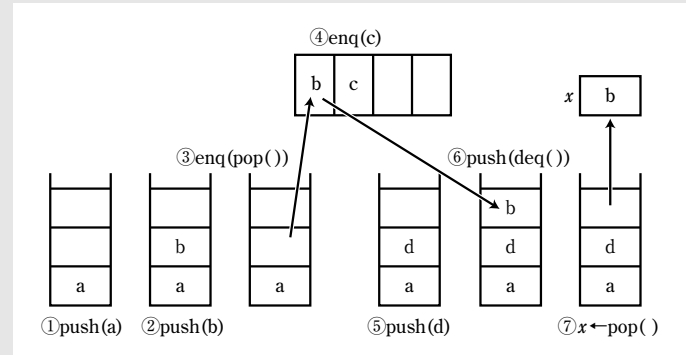 ④enq(c)
b c
x b
③enq(pop( ))
⑥push(deq( ))
b
b d d d
a a a a a a
①push(a) ②push(b) ⑤push(d) ⑦x←pop( )